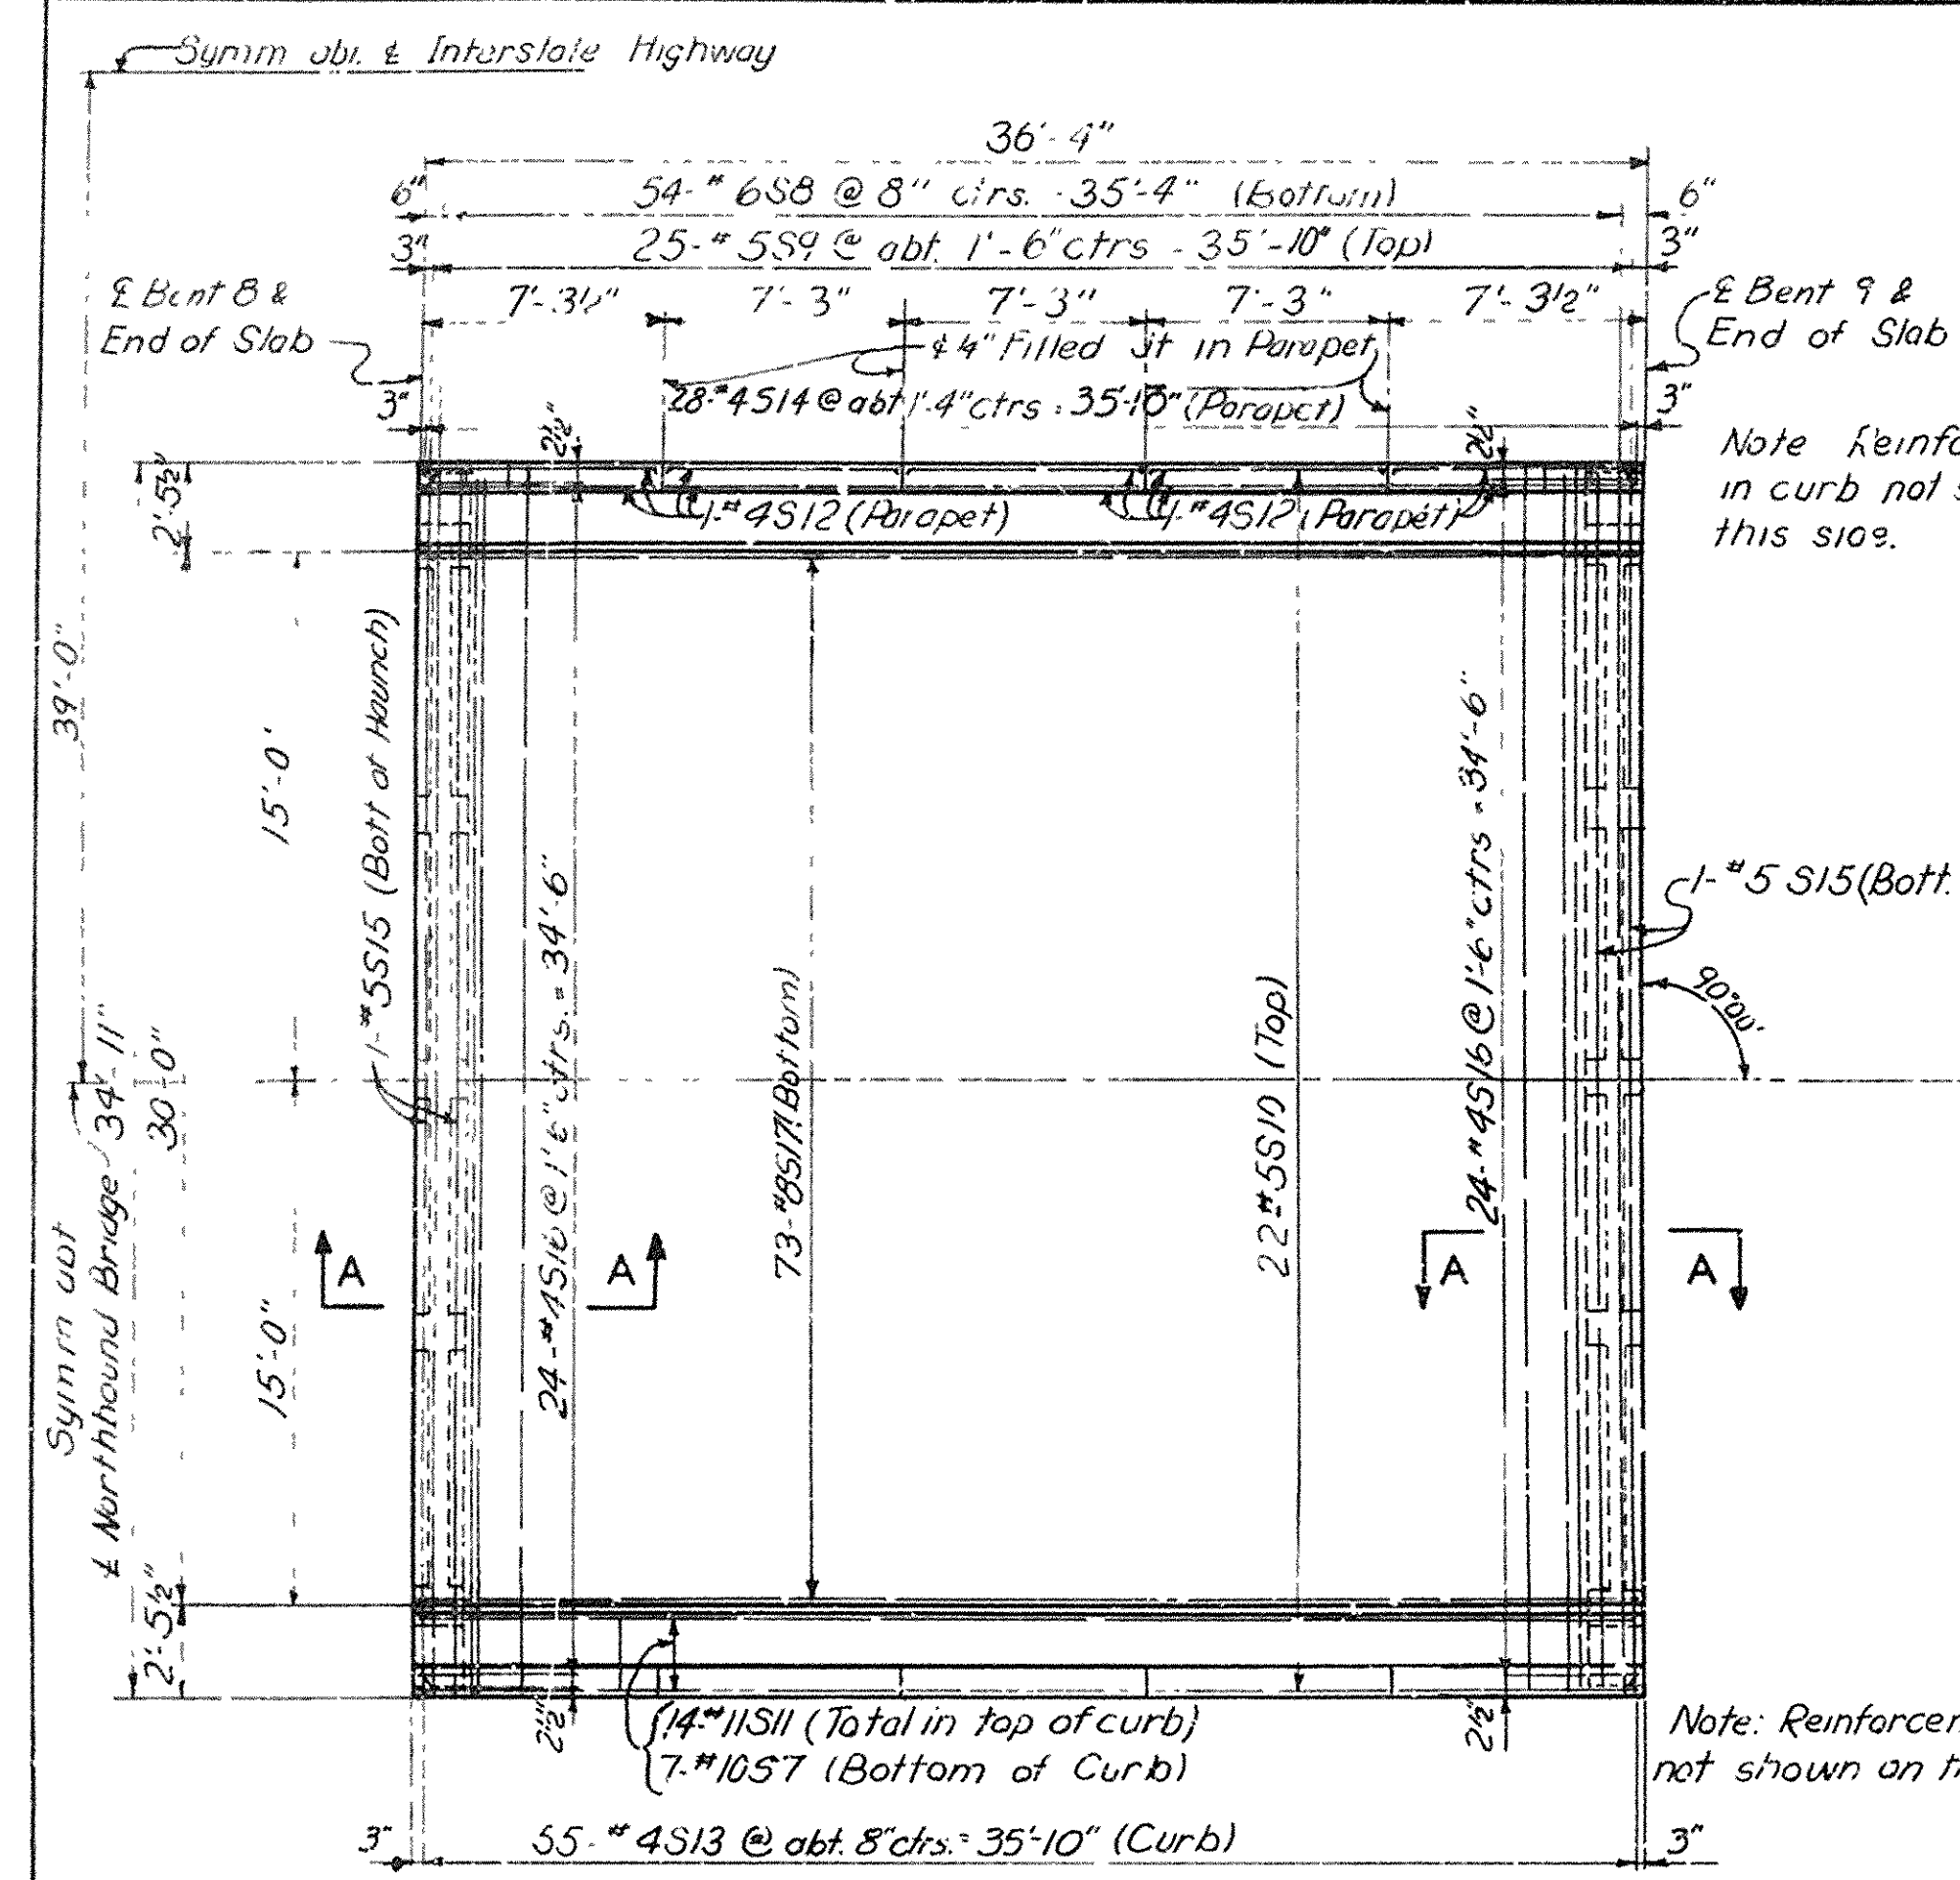 Symm abt. ℄ Interstate Highway
36'-4"
6"
54-#6S8 @ 8" ctrs. - 35'-4" (Bottom)
6"
3"
25-#5S9 @ abt. 1'-6" ctrs - 35'-10" (Top)
3"
℄ Bent 8 &
End of Slab
7'-3½"
7'-3"
7'-3"
7'-3"
7'-3½"
℄ Bent 9 &
End of Slab
℄ ¼" Filled Jt in Parapet
3"
28-#4S14 @ abt 1'-4" ctrs = 35'-10" (Parapet)
3"
2½"
2½"
Note Reinfo
in curb not s
this side.
2'-5½"
1-#4S12 (Parapet)
1-#4S12 (Parapet)
39'-0"
15'-0'
1-#5S15 (Bott at Haunch)
24-#4S16 @ 1'6" ctrs. = 34'-6"
73-#8S17 (Bottom)
22-#5S10 (Top)
24-#4S16 @ 1'-6" ctrs = 34'-6"
1-#5 S15 (Bott.
90°00'
34'-11"
30'-0"
Symm abt
℄ Northbound Bridge
15'-0"
A
A
A
A
2'-5½"
2½"
14-#11S11 (Total in top of curb)
7-#10S7 (Bottom of Curb)
2½"
Note: Reinforcem
not shown on th
3"
55-#4S13 @ abt. 8" ctrs. = 35'-10" (Curb)
3"